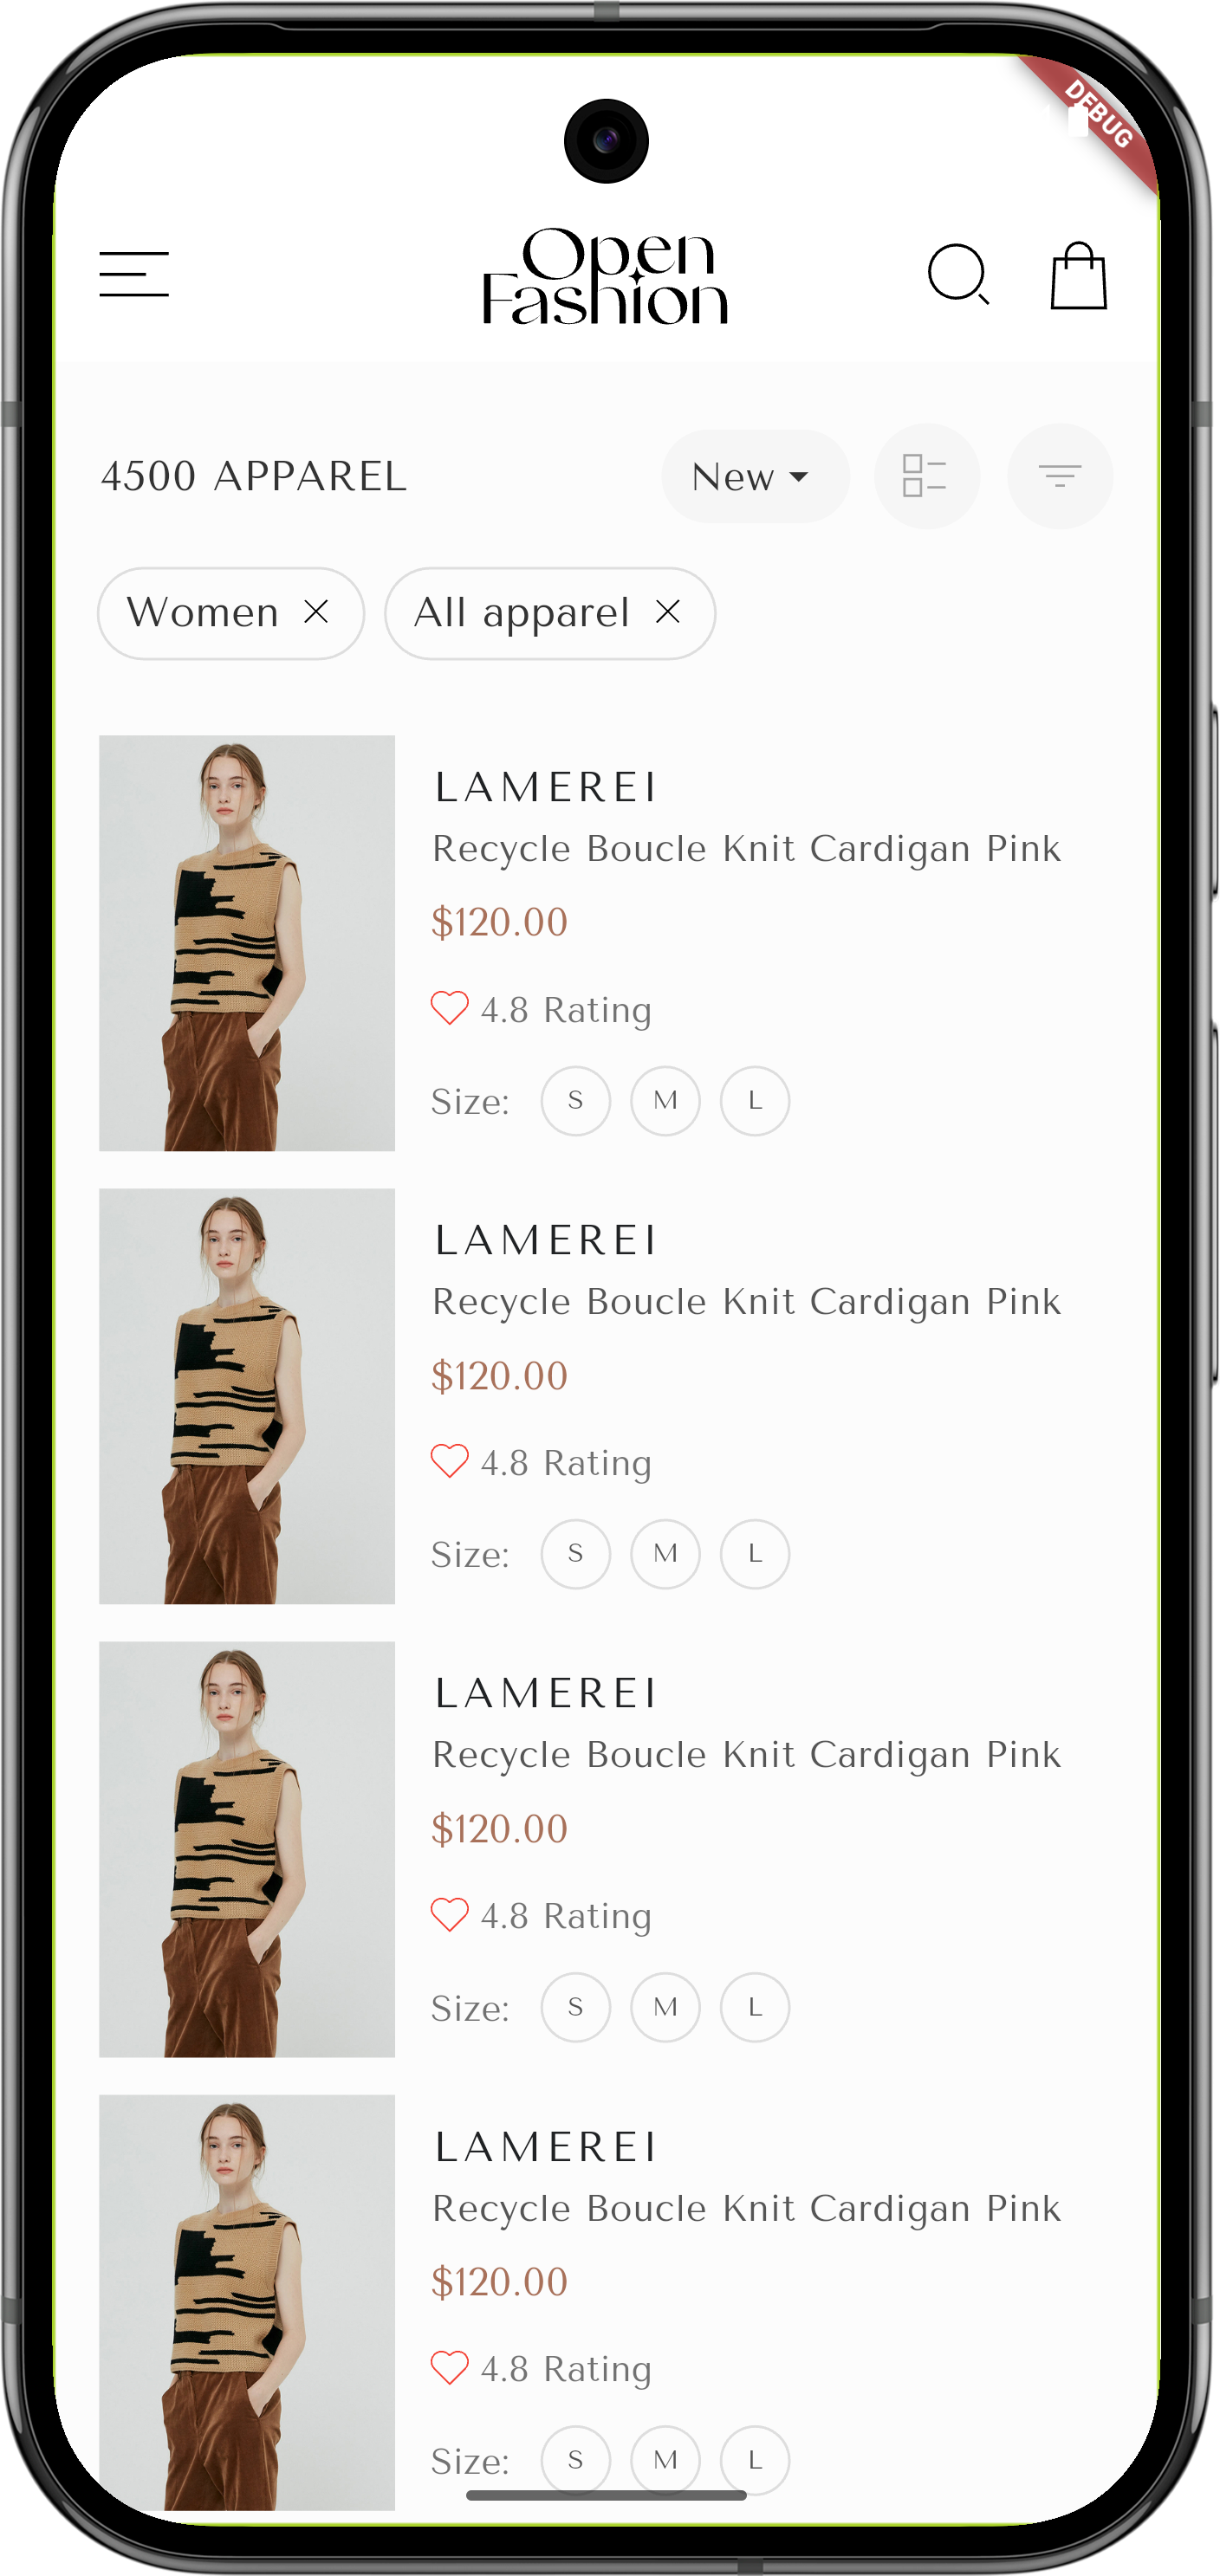 DEBUG
Open
Fashion
4500 APPAREL New
Women All apparel
LAMEREI
Recycle Boucle Knit Cardigan Pink
$120.00
4.8 Rating
Size: S M L
LAMEREI
Recycle Boucle Knit Cardigan Pink
$120.00
4.8 Rating
Size: S M L
LAMEREI
Recycle Boucle Knit Cardigan Pink
$120.00
4.8 Rating
Size: S M L
LAMEREI
Recycle Boucle Knit Cardigan Pink
$120.00
4.8 Rating
Size: S M L